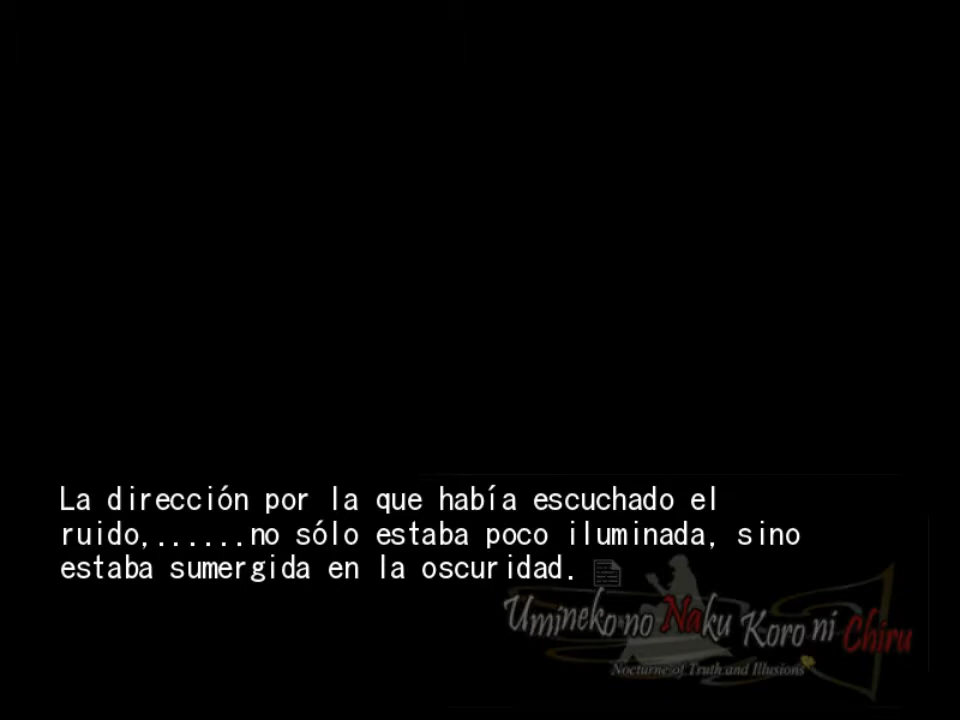 La dirección por la que había escuchado el
ruido,......no sólo estaba poco iluminada, sino
estaba sumergida en la oscuridad.
Umineko no Naku Koro ni Chiru
Nocturne of Truth and Illusions